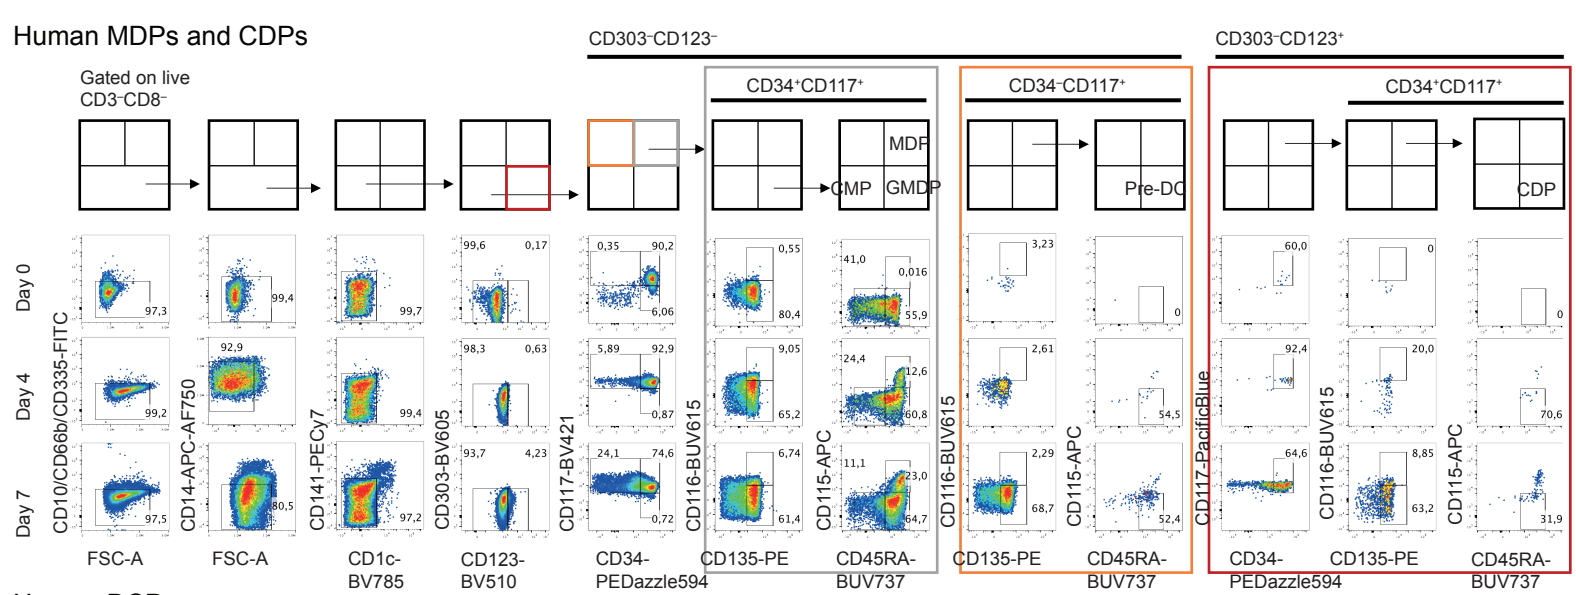 Human MDPs and CDPs
CD303⁻CD123⁻
CD303⁻CD123⁺
Gated on live
CD3⁻CD8⁻
CD34⁺CD117⁺
CD34⁻CD117⁺
CD34⁺CD117⁺
MDP
CMP
GMDP
Pre-DC
CDP
Day 0
97,3
99,4
99,7
99,6
0,17
0,35
90,2
6,06
0,55
80,4
41,0
0,016
55,9
3,23
0
60,0
0
0
Day 4
99,2
92,9
99,4
98,3
0,63
5,89
92,9
0,87
9,05
65,2
24,4
12,6
60,8
2,61
54,5
92,4
20,0
70,6
Day 7
97,5
80,5
97,2
93,7
4,23
24,1
74,6
0,72
6,74
61,4
11,1
23,0
64,7
2,29
68,7
52,4
64,6
8,85
63,2
31,9
CD10/CD66b/CD335-FITC
CD14-APC-AF750
CD141-PECy7
CD303-BV605
CD117-BV421
CD116-BUV615
CD115-APC
CD116-BUV615
CD115-APC
CD117-PacificBlue
CD116-BUV615
CD115-APC
FSC-A
FSC-A
CD1c-
BV785
CD123-
BV510
CD34-
PEDazzle594
CD135-PE
CD45RA-
BUV737
CD135-PE
CD45RA-
BUV737
CD34-
PEDazzle594
CD135-PE
CD45RA-
BUV737